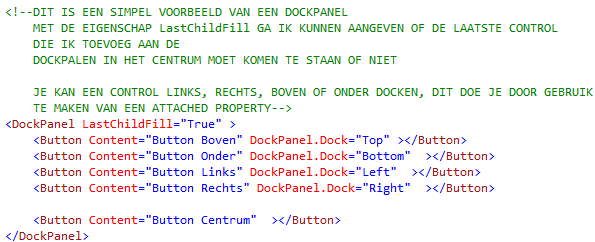 <!--DIT IS EEN SIMPEL VOORBEELD VAN EEN DOCKPANEL
MET DE EIGENSCHAP LastChildFill GA IK KUNNEN AANGEVEN OF DE LAATSTE CONTROL
DIE IK TOEVOEG AAN DE
DOCKPALEN IN HET CENTRUM MOET KOMEN TE STAAN OF NIET
JE KAN EEN CONTROL LINKS, RECHTS, BOVEN OF ONDER DOCKEN, DIT DOE JE DOOR GEBRUIK
TE MAKEN VAN EEN ATTACHED PROPERTY-->
<DockPanel LastChildFill="True" >
<Button Content="Button Boven" DockPanel.Dock="Top" ></Button>
<Button Content="Button Onder" DockPanel.Dock="Bottom"  ></Button>
<Button Content="Button Links" DockPanel.Dock="Left"  ></Button>
<Button Content="Button Rechts" DockPanel.Dock="Right"  ></Button>
<Button Content="Button Centrum"  ></Button>
</DockPanel>